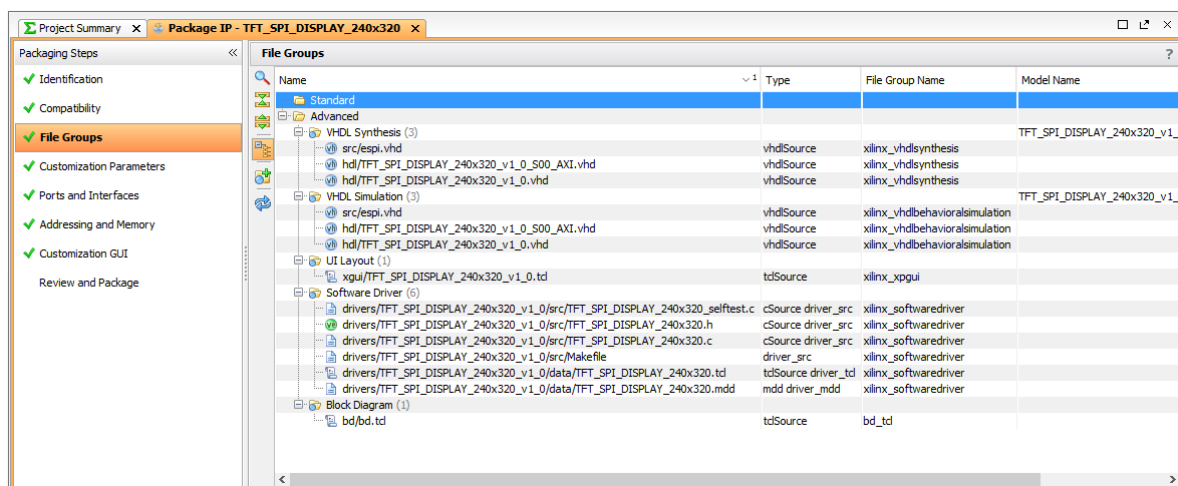 Project Summary
Package IP - TFT_SPI_DISPLAY_240x320
Packaging Steps
Identification
Compatibility
File Groups
Customization Parameters
Ports and Interfaces
Addressing and Memory
Customization GUI
Review and Package
File Groups ?
Name 1 Type File Group Name Model Name
Standard
Advanced
VHDL Synthesis (3) TFT_SPI_DISPLAY_240x320_v1_
src/espi.vhd vhdlSource xilinx_vhdlsynthesis
hdl/TFT_SPI_DISPLAY_240x320_v1_0_S00_AXI.vhd vhdlSource xilinx_vhdlsynthesis
hdl/TFT_SPI_DISPLAY_240x320_v1_0.vhd vhdlSource xilinx_vhdlsynthesis
VHDL Simulation (3) TFT_SPI_DISPLAY_240x320_v1_
src/espi.vhd vhdlSource xilinx_vhdlbehavioralsimulation
hdl/TFT_SPI_DISPLAY_240x320_v1_0_S00_AXI.vhd vhdlSource xilinx_vhdlbehavioralsimulation
hdl/TFT_SPI_DISPLAY_240x320_v1_0.vhd vhdlSource xilinx_vhdlbehavioralsimulation
UI Layout (1)
xgui/TFT_SPI_DISPLAY_240x320_v1_0.tcl tclSource xilinx_xpgui
Software Driver (6)
drivers/TFT_SPI_DISPLAY_240x320_v1_0/src/TFT_SPI_DISPLAY_240x320_selftest.c cSource driver_src xilinx_softwaredriver
drivers/TFT_SPI_DISPLAY_240x320_v1_0/src/TFT_SPI_DISPLAY_240x320.h cSource driver_src xilinx_softwaredriver
drivers/TFT_SPI_DISPLAY_240x320_v1_0/src/TFT_SPI_DISPLAY_240x320.c cSource driver_src xilinx_softwaredriver
drivers/TFT_SPI_DISPLAY_240x320_v1_0/src/Makefile driver_src xilinx_softwaredriver
drivers/TFT_SPI_DISPLAY_240x320_v1_0/data/TFT_SPI_DISPLAY_240x320.tcl tclSource driver_tcl xilinx_softwaredriver
drivers/TFT_SPI_DISPLAY_240x320_v1_0/data/TFT_SPI_DISPLAY_240x320.mdd mdd driver_mdd xilinx_softwaredriver
Block Diagram (1)
bd/bd.tcl tclSource bd_tcl